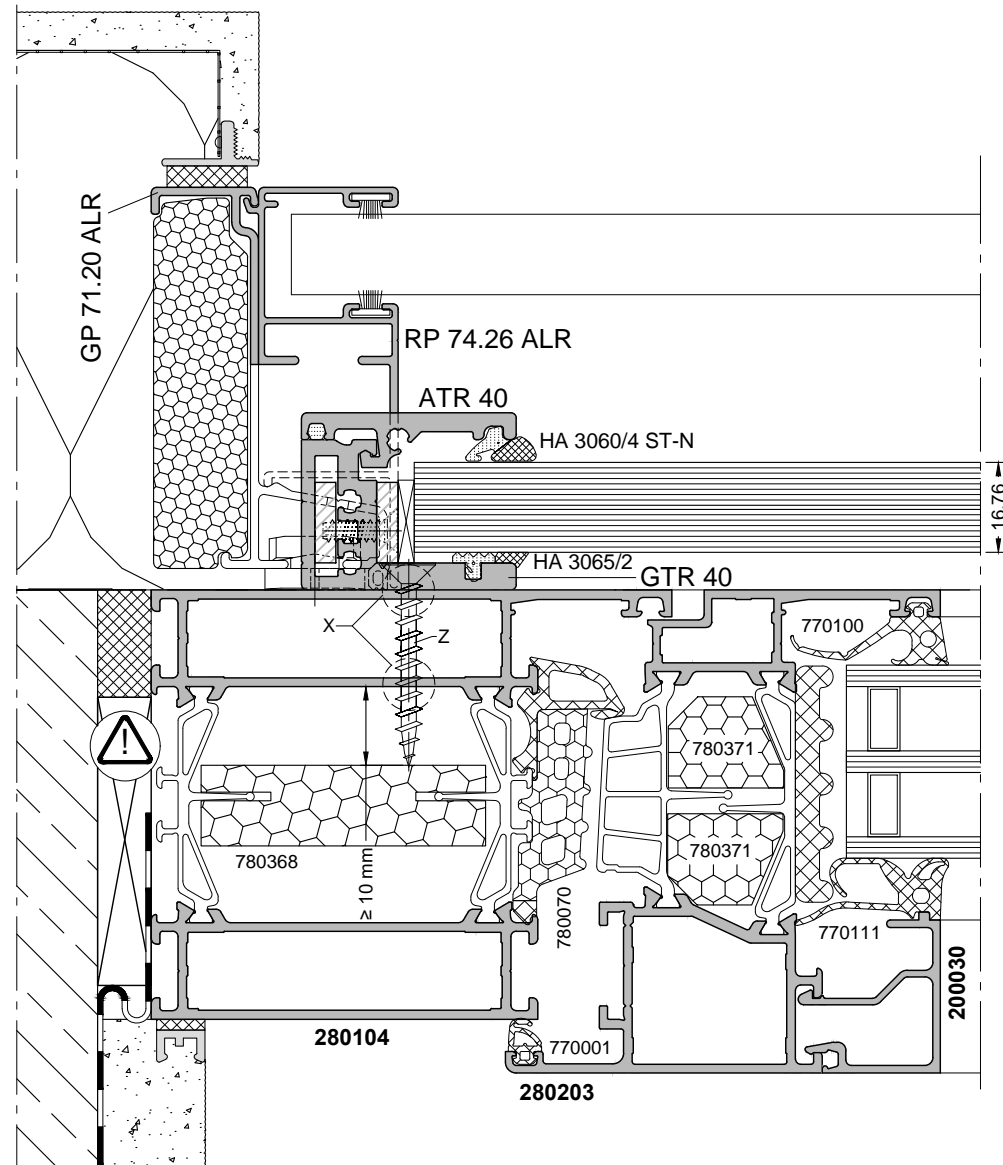 GP 71.20 ALR
RP 74.26 ALR
ATR 40
HA 3060/4 ST-N
16.76
HA 3065/2
GTR 40
X
Z
770100
!
780371
780371
780368
≥ 10 mm
780070
770111
200030
280104
770001
280203